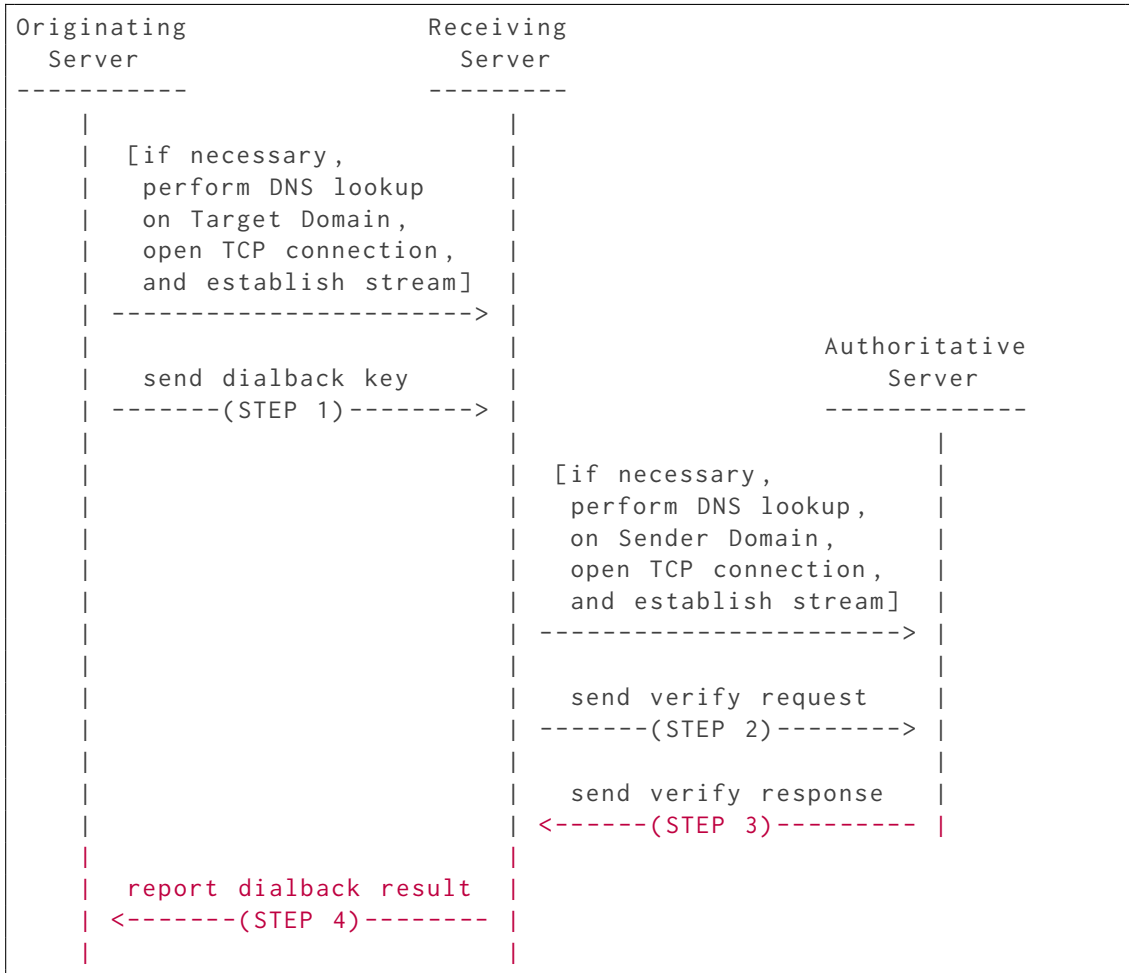 Originating               Receiving
  Server                    Server
-----------               ---------
    |                          |
    |  [if necessary,          |
    |   perform DNS lookup     |
    |   on Target Domain,      |
    |   open TCP connection,   |
    |   and establish stream]  |
    | -----------------------> |
    |                          |                   Authoritative
    |   send dialback key      |                       Server
    | -------(STEP 1)--------> |                   -------------
    |                          |                          |
    |                          |  [if necessary,          |
    |                          |   perform DNS lookup,    |
    |                          |   on Sender Domain,      |
    |                          |   open TCP connection,   |
    |                          |   and establish stream]  |
    |                          | -----------------------> |
    |                          |                          |
    |                          |   send verify request    |
    |                          | -------(STEP 2)--------> |
    |                          |                          |
    |                          |   send verify response   |
    |                          | <------(STEP 3)--------- |
    |                          |
    |  report dialback result  |
    | <-------(STEP 4)-------- |
    |                          |